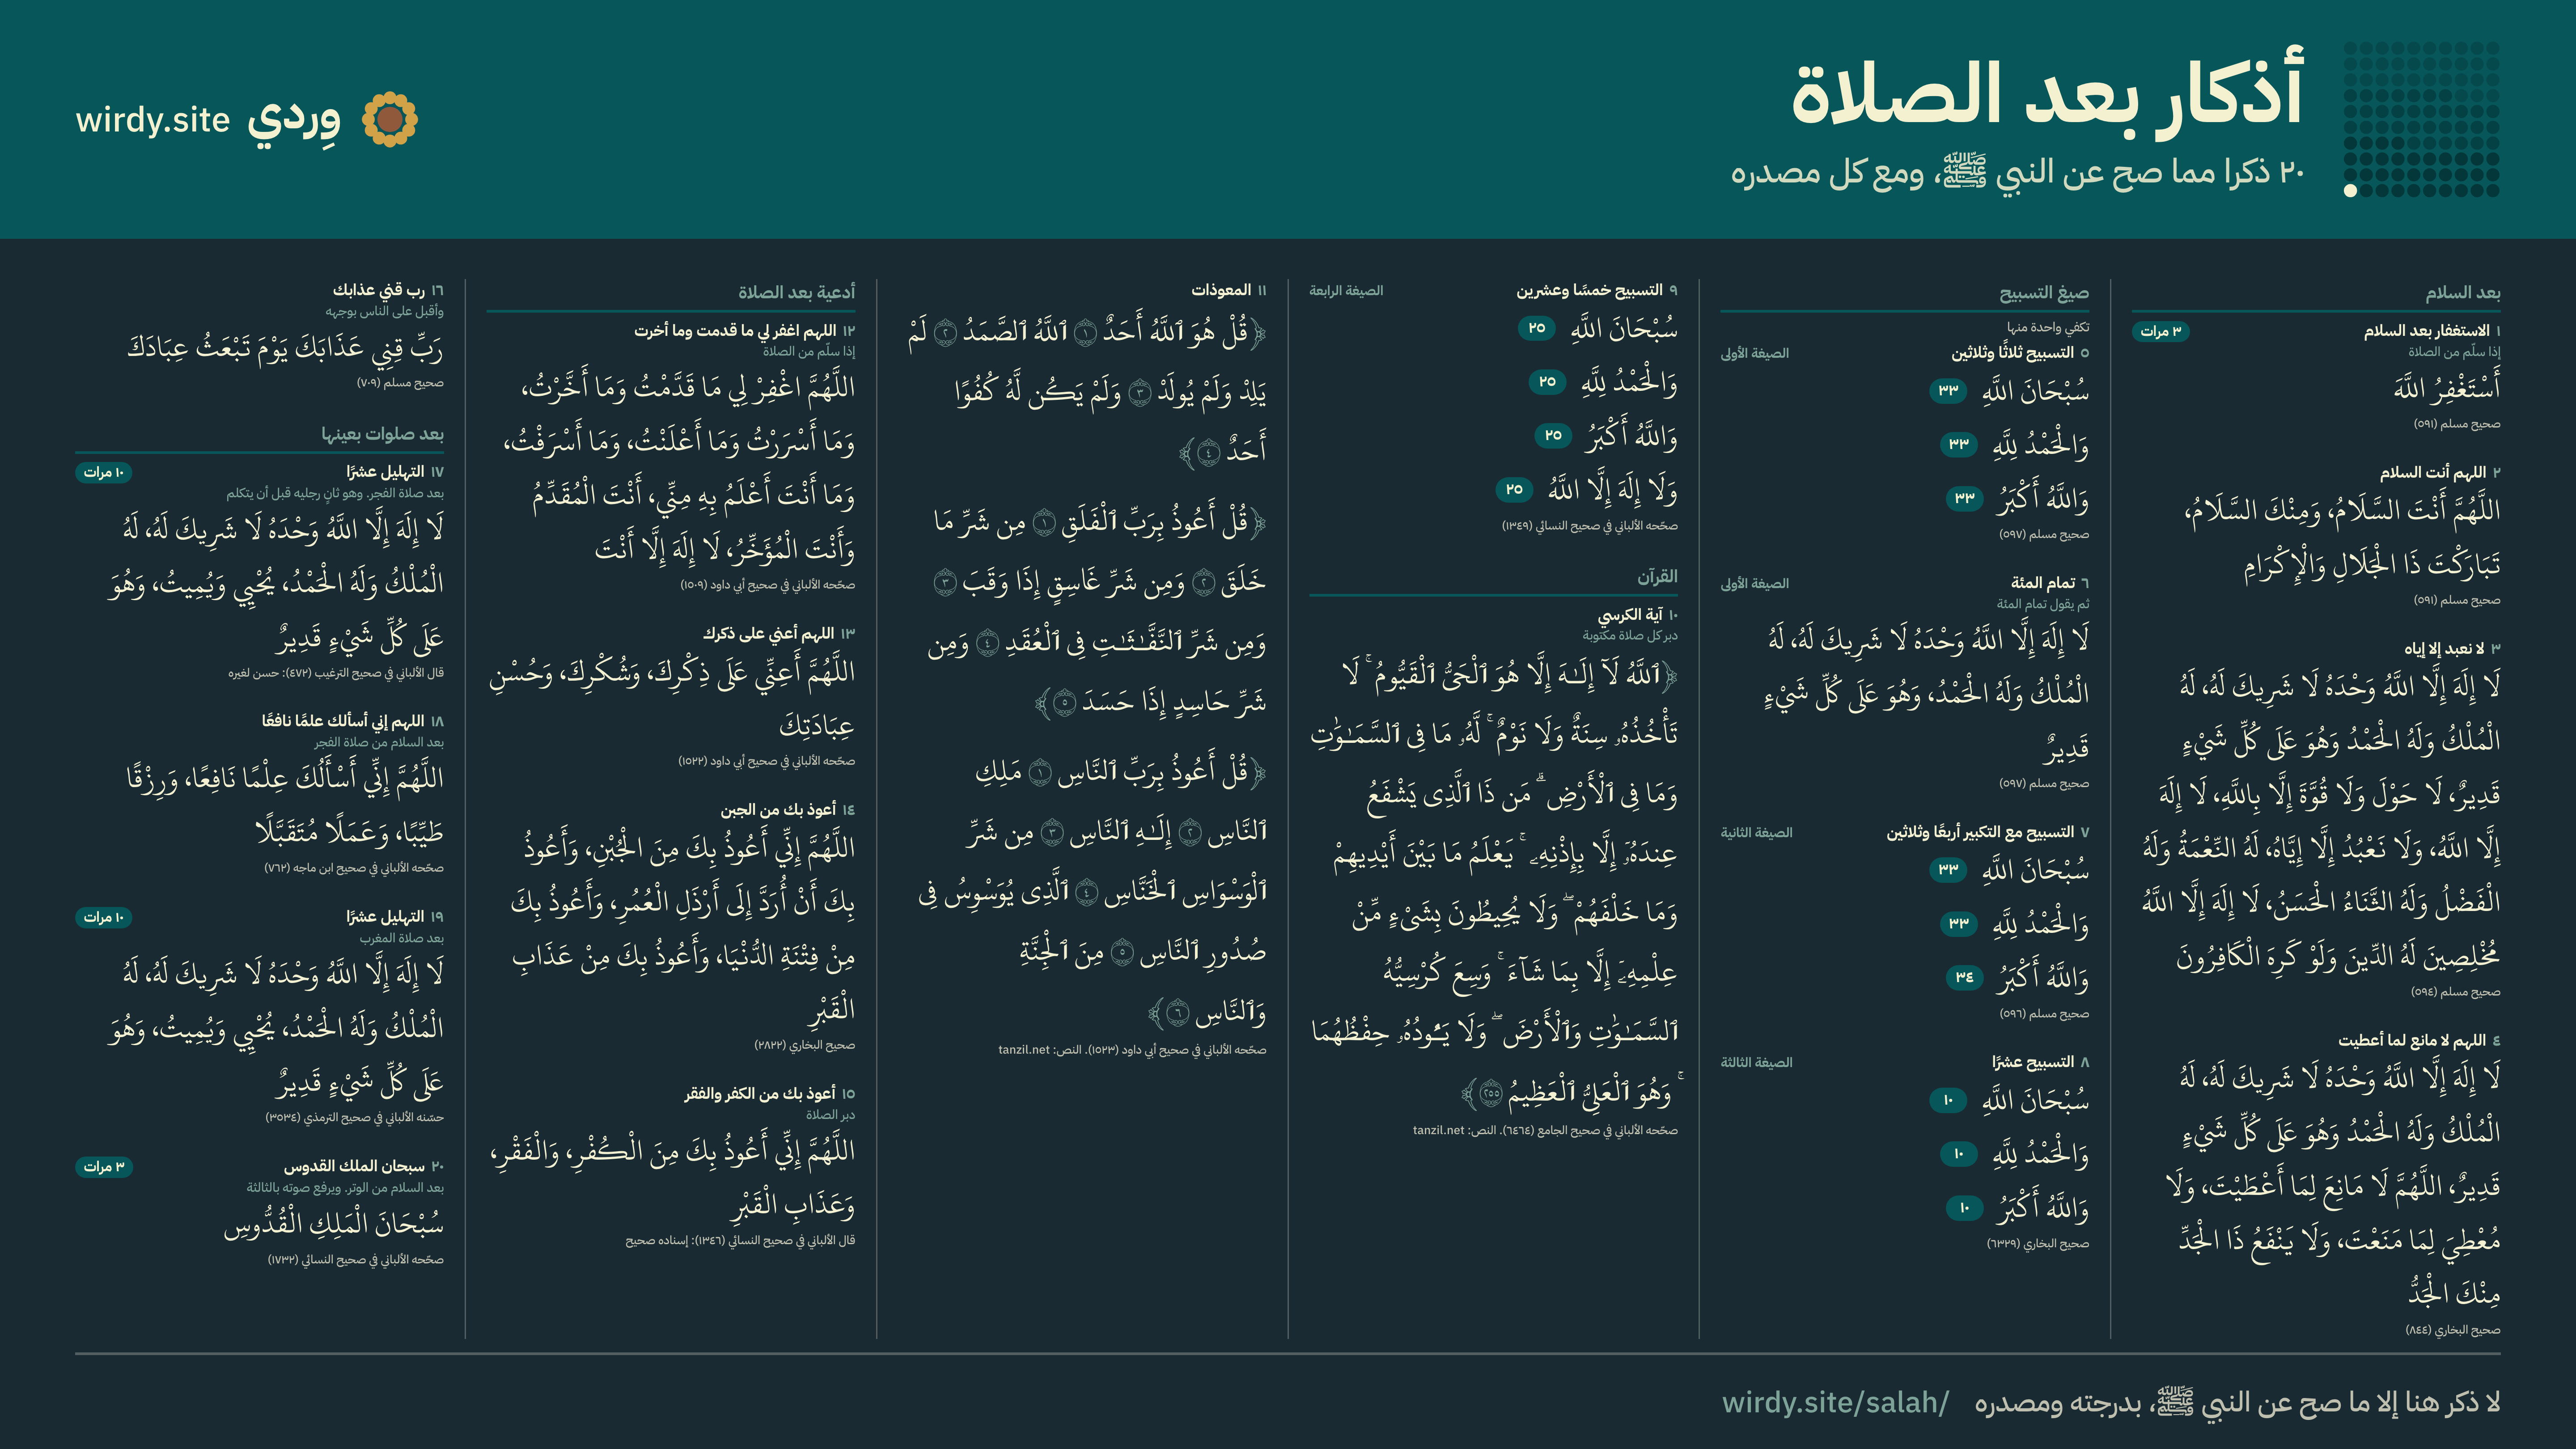 أذكار بعد الصلاة
٢٠ ذكرا مما صح عن النبي ﷺ، ومع كل مصدره
وِردي wirdy.site
بعد السلام
١ الاستغفار بعد السلام ٣ مرات
إذا سلّم من الصلاة
أَسْتَغْفِرُ اللَّهَ
صحيح مسلم (٥٩١)
٢ اللهم أنت السلام
اللَّهُمَّ أَنْتَ السَّلَامُ، وَمِنْكَ السَّلَامُ،
تَبَارَكْتَ ذَا الْجَلَالِ وَالْإِكْرَامِ
صحيح مسلم (٥٩١)
٣ لا نعبد إلا إياه
لَا إِلَهَ إِلَّا اللَّهُ وَحْدَهُ لَا شَرِيكَ لَهُ، لَهُ
الْمُلْكُ وَلَهُ الْحَمْدُ وَهُوَ عَلَى كُلِّ شَيْءٍ
قَدِيرٌ، لَا حَوْلَ وَلَا قُوَّةَ إِلَّا بِاللَّهِ، لَا إِلَهَ
إِلَّا اللَّهُ، وَلَا نَعْبُدُ إِلَّا إِيَّاهُ، لَهُ النِّعْمَةُ وَلَهُ
الْفَضْلُ وَلَهُ الثَّنَاءُ الْحَسَنُ، لَا إِلَهَ إِلَّا اللَّهُ
مُخْلِصِينَ لَهُ الدِّينَ وَلَوْ كَرِهَ الْكَافِرُونَ
صحيح مسلم (٥٩٤)
٤ اللهم لا مانع لما أعطيت
لَا إِلَهَ إِلَّا اللَّهُ وَحْدَهُ لَا شَرِيكَ لَهُ، لَهُ
الْمُلْكُ وَلَهُ الْحَمْدُ وَهُوَ عَلَى كُلِّ شَيْءٍ
قَدِيرٌ، اللَّهُمَّ لَا مَانِعَ لِمَا أَعْطَيْتَ، وَلَا
مُعْطِيَ لِمَا مَنَعْتَ، وَلَا يَنْفَعُ ذَا الْجَدِّ
مِنْكَ الْجَدُّ
صحيح البخاري (٨٤٤)
صيغ التسبيح
تكفي واحدة منها
٥ التسبيح ثلاثًا وثلاثين الصيغة الأولى
سُبْحَانَ اللَّهِ ٣٣
وَالْحَمْدُ لِلَّهِ ٣٣
وَاللَّهُ أَكْبَرُ ٣٣
صحيح مسلم (٥٩٧)
٦ تمام المئة الصيغة الأولى
ثم يقول تمام المئة
لَا إِلَهَ إِلَّا اللَّهُ وَحْدَهُ لَا شَرِيكَ لَهُ، لَهُ
الْمُلْكُ وَلَهُ الْحَمْدُ، وَهُوَ عَلَى كُلِّ شَيْءٍ
قَدِيرٌ
صحيح مسلم (٥٩٧)
٧ التسبيح مع التكبير أربعًا وثلاثين الصيغة الثانية
سُبْحَانَ اللَّهِ ٣٣
وَالْحَمْدُ لِلَّهِ ٣٣
وَاللَّهُ أَكْبَرُ ٣٤
صحيح مسلم (٥٩٦)
٨ التسبيح عشرًا الصيغة الثالثة
سُبْحَانَ اللَّهِ ١٠
وَالْحَمْدُ لِلَّهِ ١٠
وَاللَّهُ أَكْبَرُ ١٠
صحيح البخاري (٦٣٢٩)
٩ التسبيح خمسًا وعشرين الصيغة الرابعة
سُبْحَانَ اللَّهِ ٢٥
وَالْحَمْدُ لِلَّهِ ٢٥
وَاللَّهُ أَكْبَرُ ٢٥
وَلَا إِلَهَ إِلَّا اللَّهُ ٢٥
صحّحه الألباني في صحيح النسائي (١٣٤٩)
القرآن
١٠ آية الكرسي
دبر كل صلاة مكتوبة
﴿ٱللَّهُ لَآ إِلَـٰهَ إِلَّا هُوَ ٱلْحَىُّ ٱلْقَيُّومُ ۚ لَا
تَأْخُذُهُۥ سِنَةٌ وَلَا نَوْمٌ ۚ لَّهُۥ مَا فِى ٱلسَّمَـٰوَٰتِ
وَمَا فِى ٱلْأَرْضِ ۗ مَن ذَا ٱلَّذِى يَشْفَعُ
عِندَهُۥٓ إِلَّا بِإِذْنِهِۦ ۚ يَعْلَمُ مَا بَيْنَ أَيْدِيهِمْ
وَمَا خَلْفَهُمْ ۖ وَلَا يُحِيطُونَ بِشَىْءٍ مِّنْ
عِلْمِهِۦٓ إِلَّا بِمَا شَآءَ ۚ وَسِعَ كُرْسِيُّهُ
ٱلسَّمَـٰوَٰتِ وَٱلْأَرْضَ ۖ وَلَا يَـُٔودُهُۥ حِفْظُهُمَا
ۚ وَهُوَ ٱلْعَلِىُّ ٱلْعَظِيمُ ٢٥٥﴾
صحّحه الألباني في صحيح الجامع (٦٤٦٤). النص: tanzil.net
١١ المعوذات
﴿قُلْ هُوَ ٱللَّهُ أَحَدٌ ١ ٱللَّهُ ٱلصَّمَدُ ٢ لَمْ
يَلِدْ وَلَمْ يُولَدْ ٣ وَلَمْ يَكُن لَّهُۥ كُفُوًا
أَحَدٌ ٤﴾
﴿قُلْ أَعُوذُ بِرَبِّ ٱلْفَلَقِ ١ مِن شَرِّ مَا
خَلَقَ ٢ وَمِن شَرِّ غَاسِقٍ إِذَا وَقَبَ ٣
وَمِن شَرِّ ٱلنَّفَّـٰثَـٰتِ فِى ٱلْعُقَدِ ٤ وَمِن
شَرِّ حَاسِدٍ إِذَا حَسَدَ ٥﴾
﴿قُلْ أَعُوذُ بِرَبِّ ٱلنَّاسِ ١ مَلِكِ
ٱلنَّاسِ ٢ إِلَـٰهِ ٱلنَّاسِ ٣ مِن شَرِّ
ٱلْوَسْوَاسِ ٱلْخَنَّاسِ ٤ ٱلَّذِى يُوَسْوِسُ فِى
صُدُورِ ٱلنَّاسِ ٥ مِنَ ٱلْجِنَّةِ
وَٱلنَّاسِ ٦﴾
صحّحه الألباني في صحيح أبي داود (١٥٢٣). النص: tanzil.net
أدعية بعد الصلاة
١٢ اللهم اغفر لي ما قدمت وما أخرت
إذا سلّم من الصلاة
اللَّهُمَّ اغْفِرْ لِي مَا قَدَّمْتُ وَمَا أَخَّرْتُ،
وَمَا أَسْرَرْتُ وَمَا أَعْلَنْتُ، وَمَا أَسْرَفْتُ،
وَمَا أَنْتَ أَعْلَمُ بِهِ مِنِّي، أَنْتَ الْمُقَدِّمُ
وَأَنْتَ الْمُؤَخِّرُ، لَا إِلَهَ إِلَّا أَنْتَ
صحّحه الألباني في صحيح أبي داود (١٥٠٩)
١٣ اللهم أعني على ذكرك
اللَّهُمَّ أَعِنِّي عَلَى ذِكْرِكَ، وَشُكْرِكَ، وَحُسْنِ
عِبَادَتِكَ
صحّحه الألباني في صحيح أبي داود (١٥٢٢)
١٤ أعوذ بك من الجبن
اللَّهُمَّ إِنِّي أَعُوذُ بِكَ مِنَ الْجُبْنِ، وَأَعُوذُ
بِكَ أَنْ أُرَدَّ إِلَى أَرْذَلِ الْعُمُرِ، وَأَعُوذُ بِكَ
مِنْ فِتْنَةِ الدُّنْيَا، وَأَعُوذُ بِكَ مِنْ عَذَابِ
الْقَبْرِ
صحيح البخاري (٢٨٢٢)
١٥ أعوذ بك من الكفر والفقر
دبر الصلاة
اللَّهُمَّ إِنِّي أَعُوذُ بِكَ مِنَ الْكُفْرِ، وَالْفَقْرِ،
وَعَذَابِ الْقَبْرِ
قال الألباني في صحيح النسائي (١٣٤٦): إسناده صحيح
١٦ رب قني عذابك
وأقبل على الناس بوجهه
رَبِّ قِنِي عَذَابَكَ يَوْمَ تَبْعَثُ عِبَادَكَ
صحيح مسلم (٧٠٩)
بعد صلوات بعينها
١٧ التهليل عشرًا ١٠ مرات
بعد صلاة الفجر. وهو ثانٍ رجليه قبل أن يتكلم
لَا إِلَهَ إِلَّا اللَّهُ وَحْدَهُ لَا شَرِيكَ لَهُ، لَهُ
الْمُلْكُ وَلَهُ الْحَمْدُ، يُحْيِي وَيُمِيتُ، وَهُوَ
عَلَى كُلِّ شَيْءٍ قَدِيرٌ
قال الألباني في صحيح الترغيب (٤٧٢): حسن لغيره
١٨ اللهم إني أسألك علمًا نافعًا
بعد السلام من صلاة الفجر
اللَّهُمَّ إِنِّي أَسْأَلُكَ عِلْمًا نَافِعًا، وَرِزْقًا
طَيِّبًا، وَعَمَلًا مُتَقَبَّلًا
صحّحه الألباني في صحيح ابن ماجه (٧٦٢)
١٩ التهليل عشرًا ١٠ مرات
بعد صلاة المغرب
لَا إِلَهَ إِلَّا اللَّهُ وَحْدَهُ لَا شَرِيكَ لَهُ، لَهُ
الْمُلْكُ وَلَهُ الْحَمْدُ، يُحْيِي وَيُمِيتُ، وَهُوَ
عَلَى كُلِّ شَيْءٍ قَدِيرٌ
حسّنه الألباني في صحيح الترمذي (٣٥٣٤)
٢٠ سبحان الملك القدوس ٣ مرات
بعد السلام من الوتر. ويرفع صوته بالثالثة
سُبْحَانَ الْمَلِكِ الْقُدُّوسِ
صحّحه الألباني في صحيح النسائي (١٧٣٢)
لا ذكر هنا إلا ما صح عن النبي ﷺ، بدرجته ومصدره wirdy.site/salah/